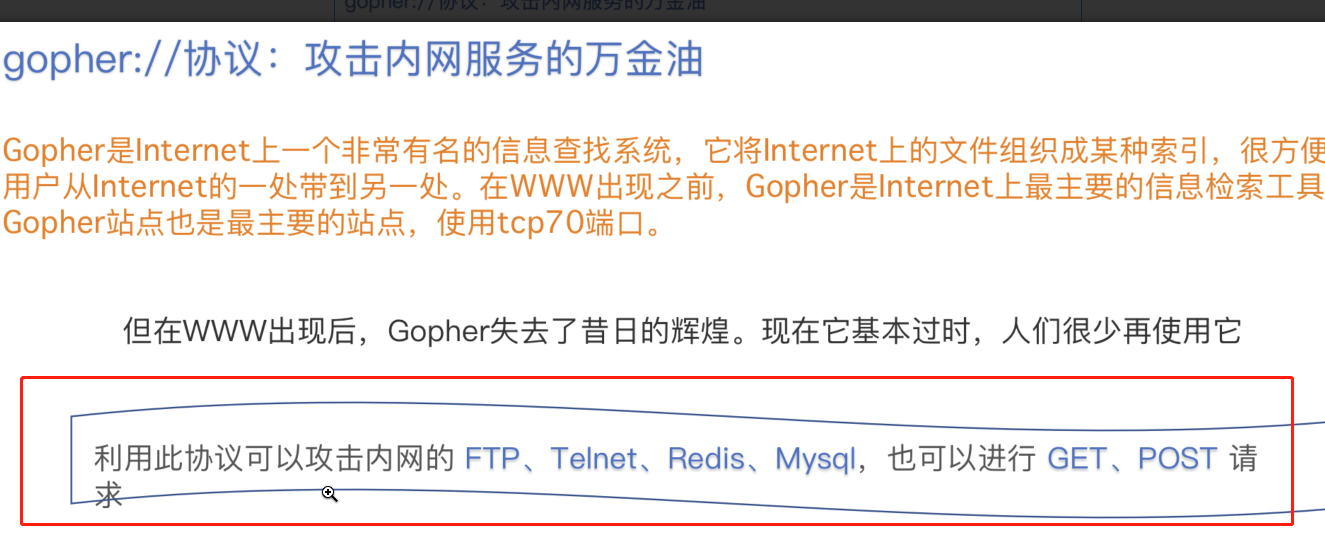 gopher://协议：攻击内网服务的万金油
gopher://协议：攻击内网服务的万金油
Gopher是Internet上一个非常有名的信息查找系统，它将Internet上的文件组织成某种索引，很方便
用户从Internet的一处带到另一处。在WWW出现之前，Gopher是Internet上最主要的信息检索工具
Gopher站点也是最主要的站点，使用tcp70端口。
但在WWW出现后，Gopher失去了昔日的辉煌。现在它基本过时，人们很少再使用它
利用此协议可以攻击内网的 FTP、Telnet、Redis、Mysql，也可以进行 GET、POST 请
求